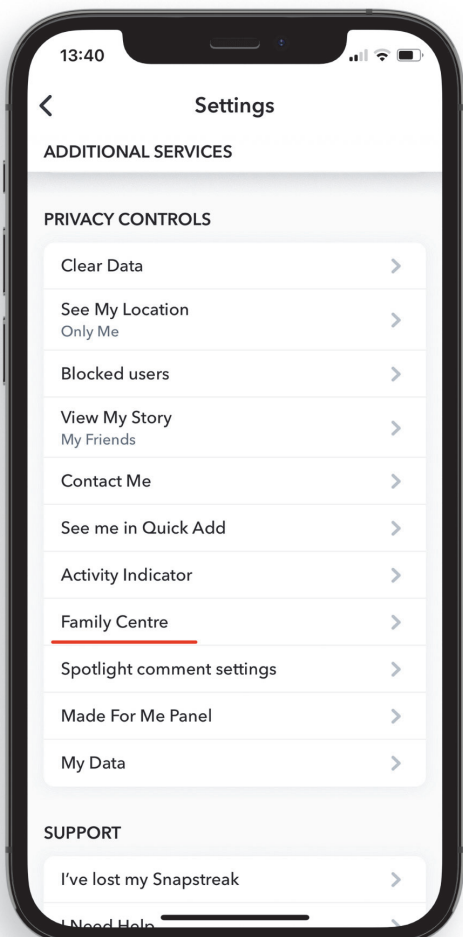 13:40
Settings
ADDITIONAL SERVICES
PRIVACY CONTROLS
Clear Data
See My Location
Only Me
Blocked users
View My Story
My Friends
Contact Me
See me in Quick Add
Activity Indicator
Family Centre
Spotlight comment settings
Made For Me Panel
My Data
SUPPORT
I've lost my Snapstreak
I Need Help